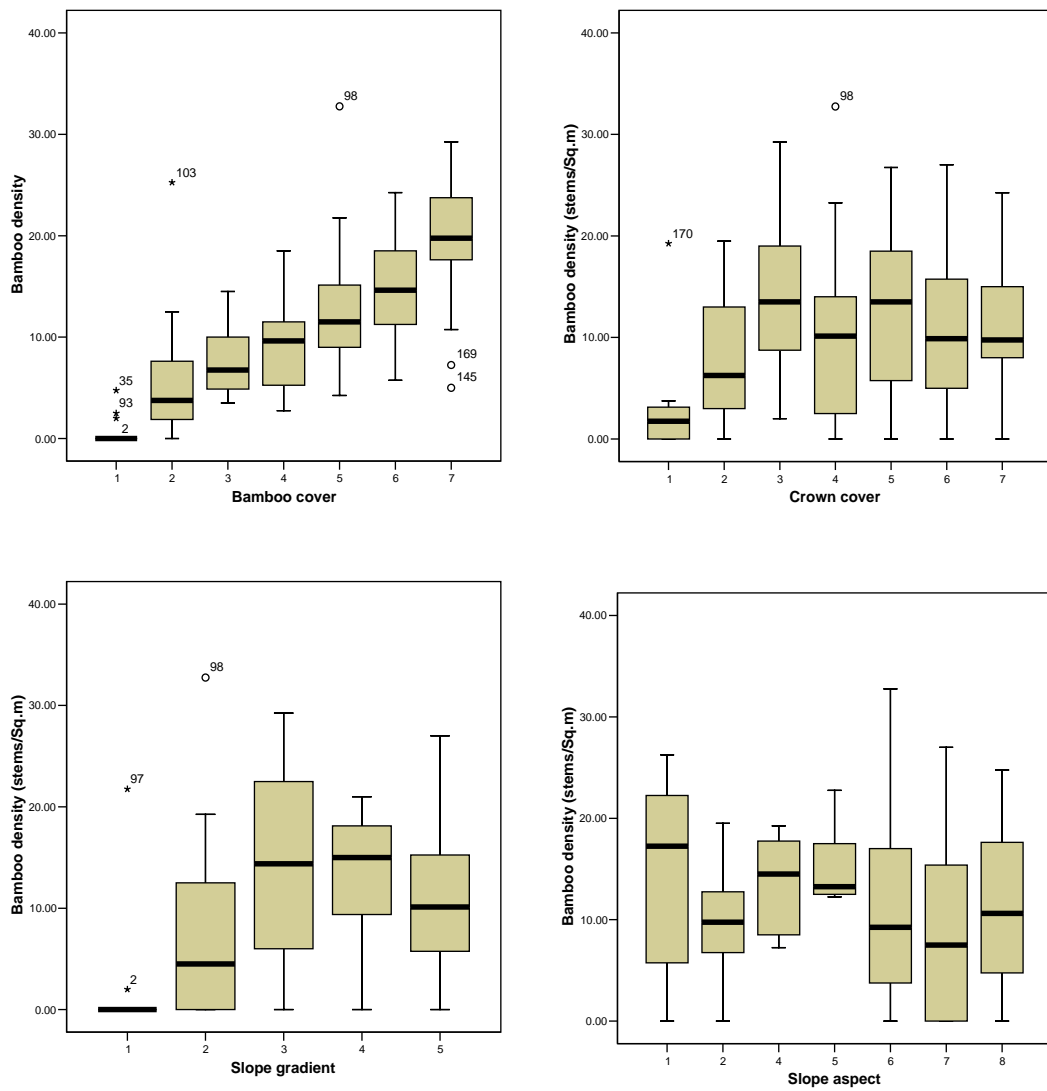 Bamboo density
40.00
30.00
20.00
10.00
0.00
35
93
2
103
98
169
145
1 2 3 4 5 6 7
Bamboo cover
Bamboo density (stems/Sq.m)
40.00
30.00
20.00
10.00
0.00
170
98
1 2 3 4 5 6 7
Crown cover
Bamboo density (stems/Sq.m)
40.00
30.00
20.00
10.00
0.00
97
2
98
1 2 3 4 5
Slope gradient
Bamboo density (stems/Sq.m)
40.00
30.00
20.00
10.00
0.00
1 2 4 5 6 7 8
Slope aspect